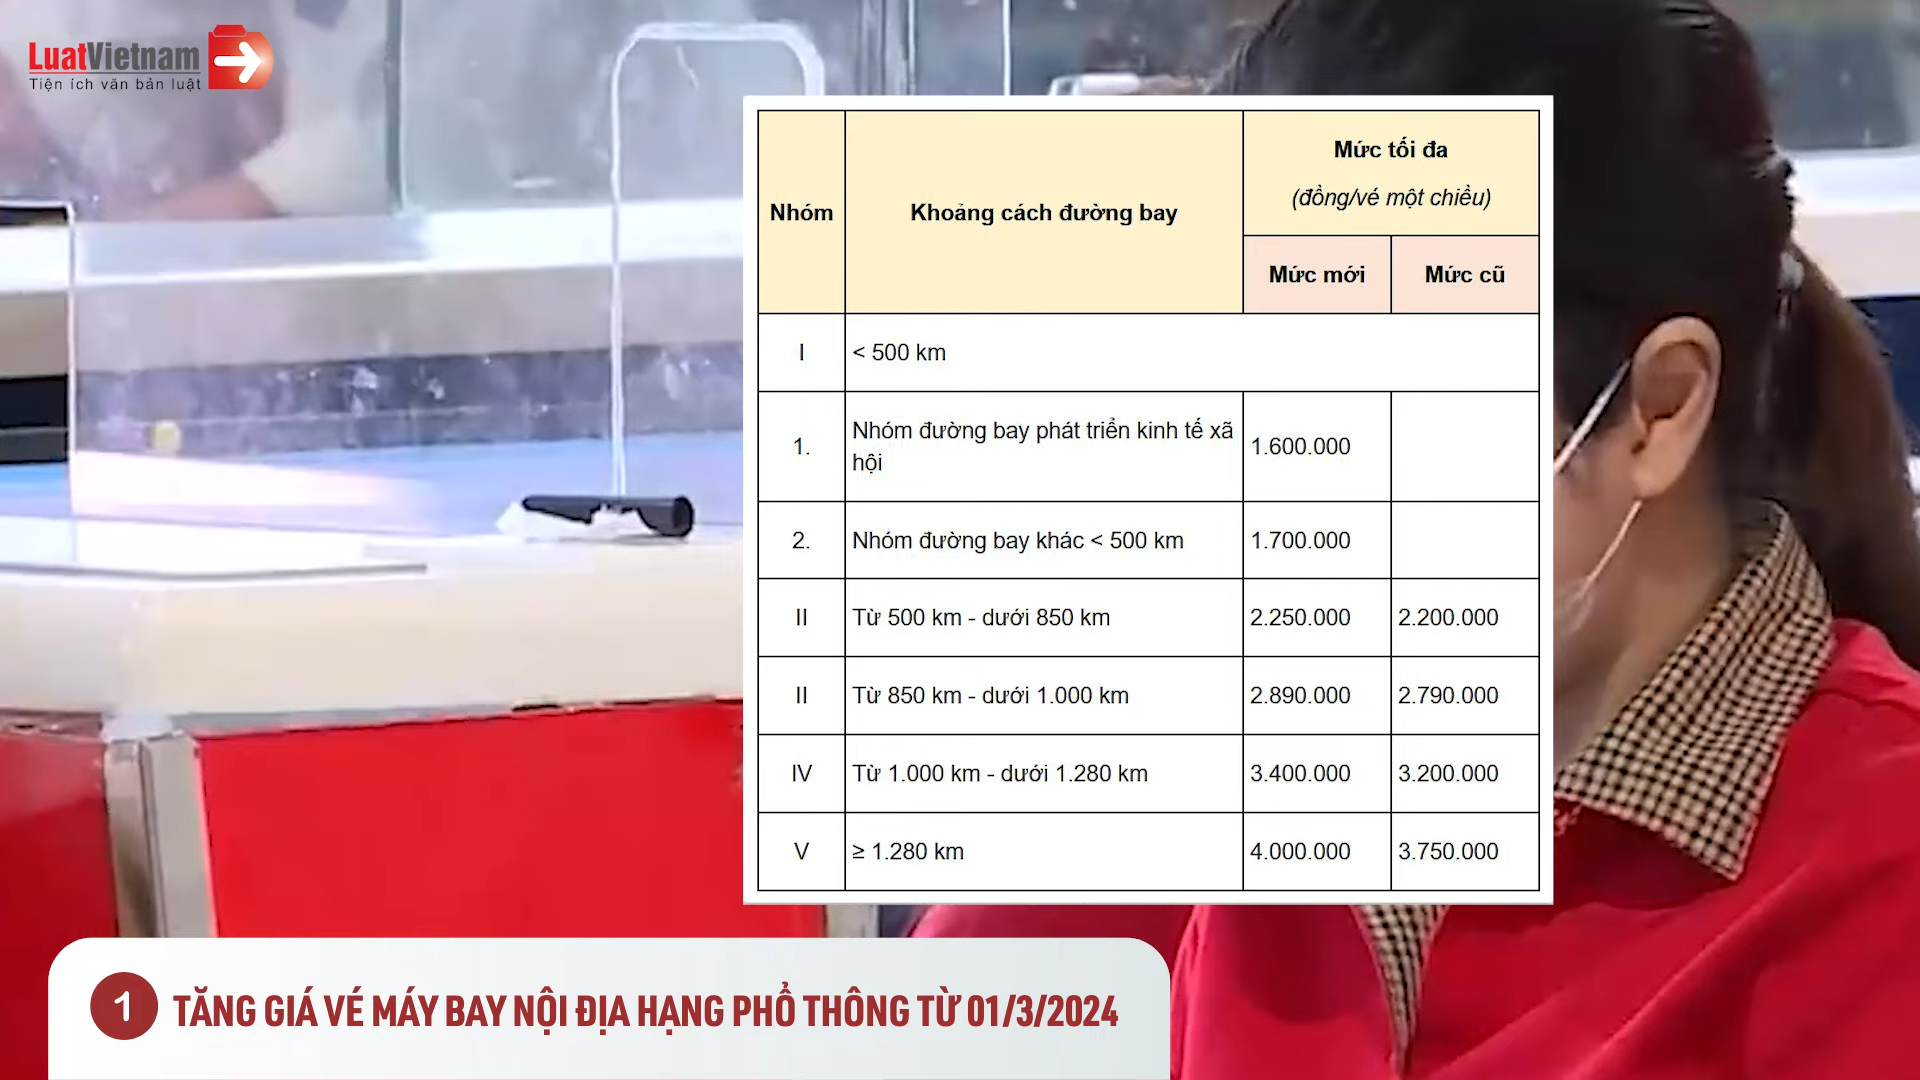 LuatVietnam
Tiện ích văn bản luật
Nhóm
Khoảng cách đường bay
Mức tối đa
(đồng/vé một chiều)
Mức mới
Mức cũ
I
< 500 km
1.
Nhóm đường bay phát triển kinh tế xã
hội
1.600.000
2.
Nhóm đường bay khác < 500 km
1.700.000
II
Từ 500 km - dưới 850 km
2.250.000
2.200.000
II
Từ 850 km - dưới 1.000 km
2.890.000
2.790.000
IV
Từ 1.000 km - dưới 1.280 km
3.400.000
3.200.000
V
≥ 1.280 km
4.000.000
3.750.000
1
TĂNG GIÁ VÉ MÁY BAY NỘI ĐỊA HẠNG PHỔ THÔNG TỪ 01/3/2024